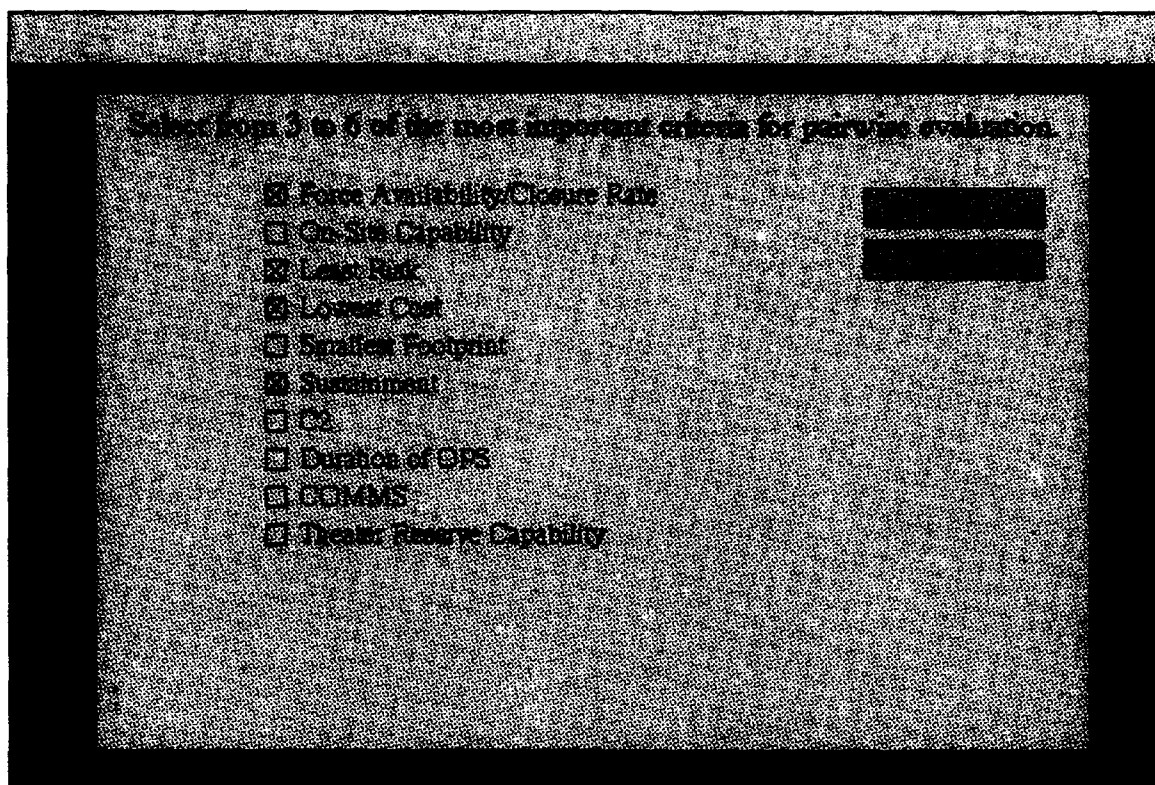 Select from 3 to 6 of the most important criteria for pairwise evaluation.
Force Availability/Closure Rate
On-Site Capability
Least Risk
Lowest Cost
Smallest Footprint
Sustainment
C2
Duration of OPS
COMMS
Theater Reserve Capability